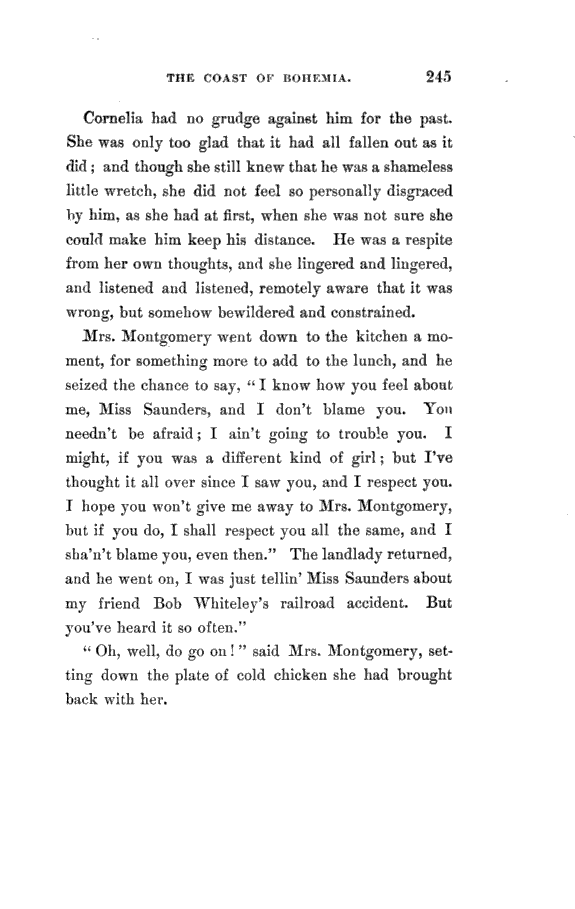 THE COAST OF BOHEMIA. 245
Cornelia had no grudge against him for the past.
She was only too glad that it had all fallen out as it
did ; and though she still knew that he was a shameless
little wretch, she did not feel so personally disgraced
by him, as she had at first, when she was not sure she
could make him keep his distance. He was a respite
from her own thoughts, and she lingered and lingered,
and listened and listened, remotely aware that it was
wrong, but somehow bewildered and constrained.
Mrs. Montgomery went down to the kitchen a mo-
ment, for something more to add to the lunch, and he
seized the chance to say, “ I know how you feel about
me, Miss Saunders, and I don’t blame you. You
needn’t be afraid ; I ain’t going to trouble you. I
might, if you was a different kind of girl ; but I’ve
thought it all over since I saw you, and I respect you.
I hope you won’t give me away to Mrs. Montgomery,
but if you do, I shall respect you all the same, and I
sha’n’t blame you, even then.” The landlady returned,
and he went on, I was just tellin’ Miss Saunders about
my friend Bob Whiteley’s railroad accident. But
you’ve heard it so often.”
“ Oh, well, do go on ! ” said Mrs. Montgomery, set-
ting down the plate of cold chicken she had brought
back with her.